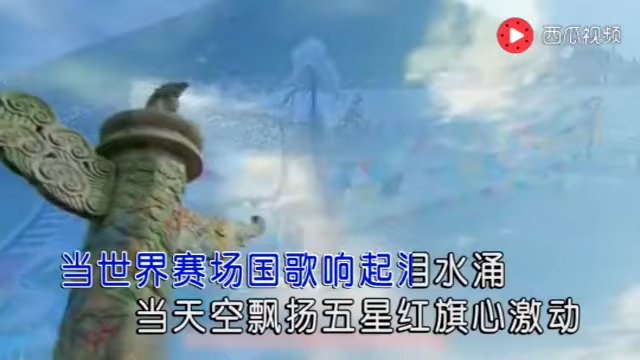 西瓜视频
当世界赛场国歌响起泪水涌
当天空飘扬五星红旗心激动